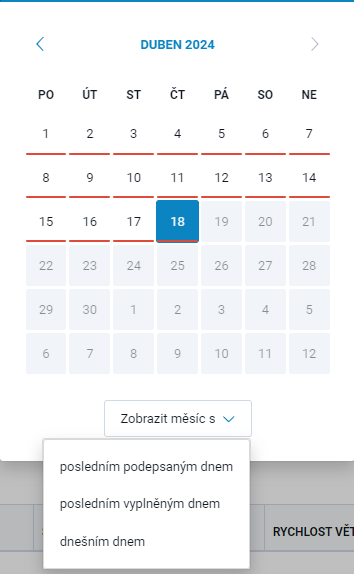 DUBEN 2024
PO ÚT ST ČT PÁ SO NE
1 2 3 4 5 6 7
8 9 10 11 12 13 14
15 16 17 18 19 20 21
22 23 24 25 26 27 28
29 30 1 2 3 4 5
6 7 8 9 10 11 12
Zobrazit měsíc s
posledním podepsaným dnem
posledním vyplněným dnem
RYCHLOST VĚT
dnešním dnem